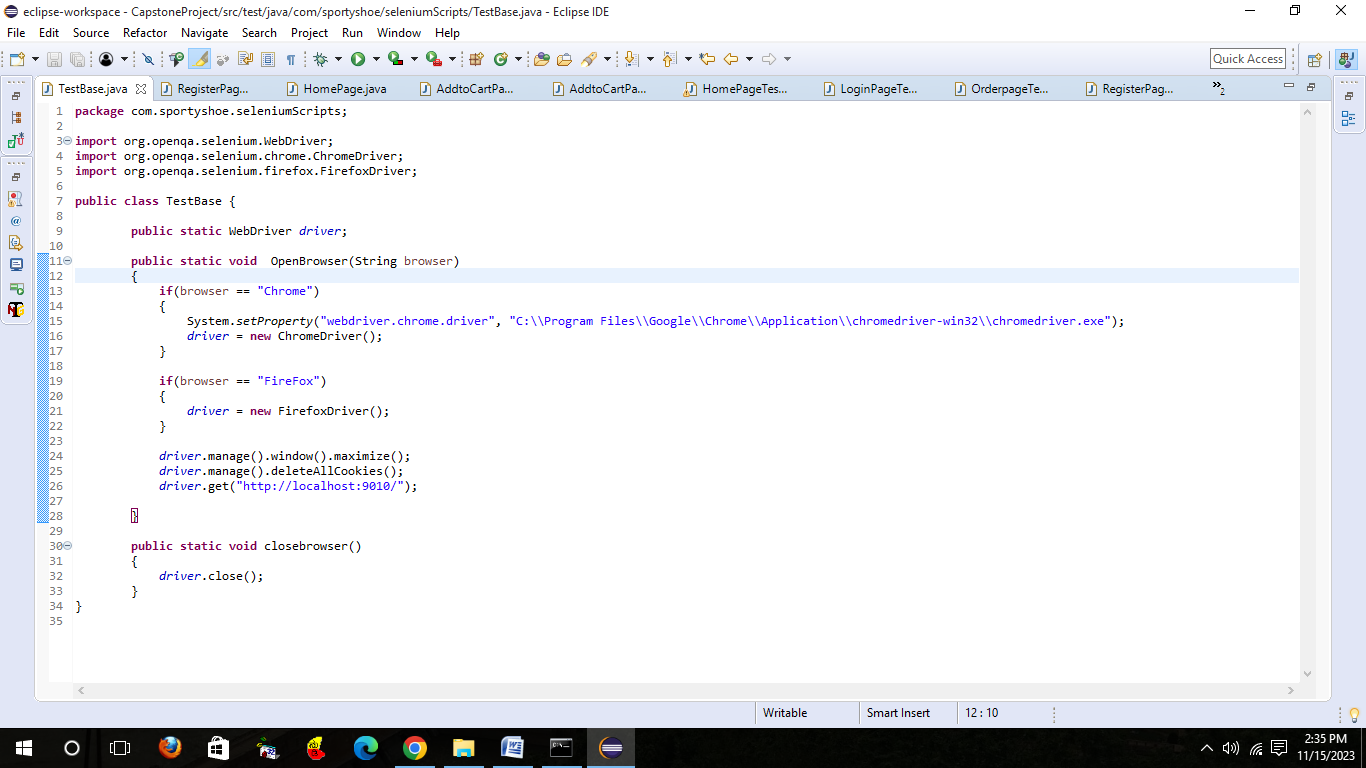 eclipse-workspace - CapstoneProject/src/test/java/com/sportyshoe/seleniumScripts/TestBase.java - Eclipse IDE
File Edit Source Refactor Navigate Search Project Run Window Help
Quick Access
TestBase.java RegisterPag... HomePage.java AddtoCartPa... AddtoCartPa... HomePageTes... LoginPageTe... OrderpageTe... RegisterPag... »2
1 package com.sportyshoe.seleniumScripts;
2
3 import org.openqa.selenium.WebDriver;
4 import org.openqa.selenium.chrome.ChromeDriver;
5 import org.openqa.selenium.firefox.FirefoxDriver;
6
7 public class TestBase {
8
9 public static WebDriver driver;
10
11 public static void  OpenBrowser(String browser)
12 {
13 if(browser == "Chrome")
14 {
15 System.setProperty("webdriver.chrome.driver", "C:\\Program Files\\Google\\Chrome\\Application\\chromedriver-win32\\chromedriver.exe");
16 driver = new ChromeDriver();
17 }
18
19 if(browser == "FireFox")
20 {
21 driver = new FirefoxDriver();
22 }
23
24 driver.manage().window().maximize();
25 driver.manage().deleteAllCookies();
26 driver.get("http://localhost:9010/");
27
28 }
29
30 public static void closebrowser()
31 {
32 driver.close();
33 }
34 }
35
Writable Smart Insert 12 : 10
2:35 PM
11/15/2023